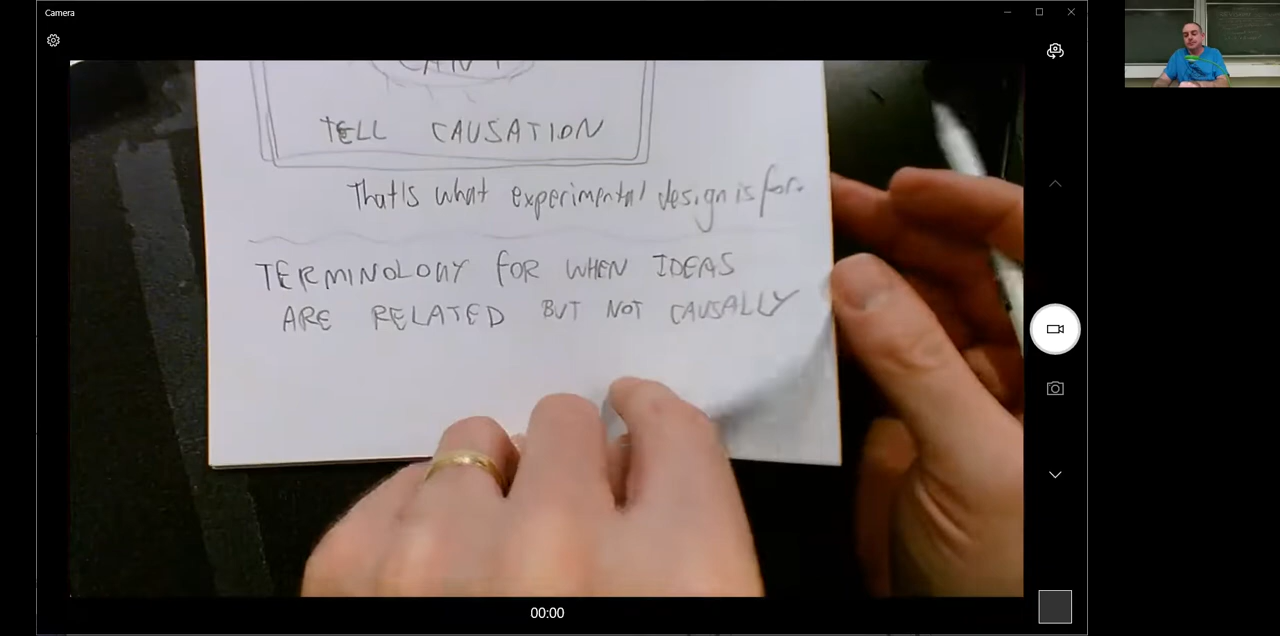 Camera
CAN'T
TELL CAUSATION
That's what experimental design is for.
TERMINOLOGY FOR WHEN IDEAS
ARE RELATED BUT NOT CAUSALLY
00:00